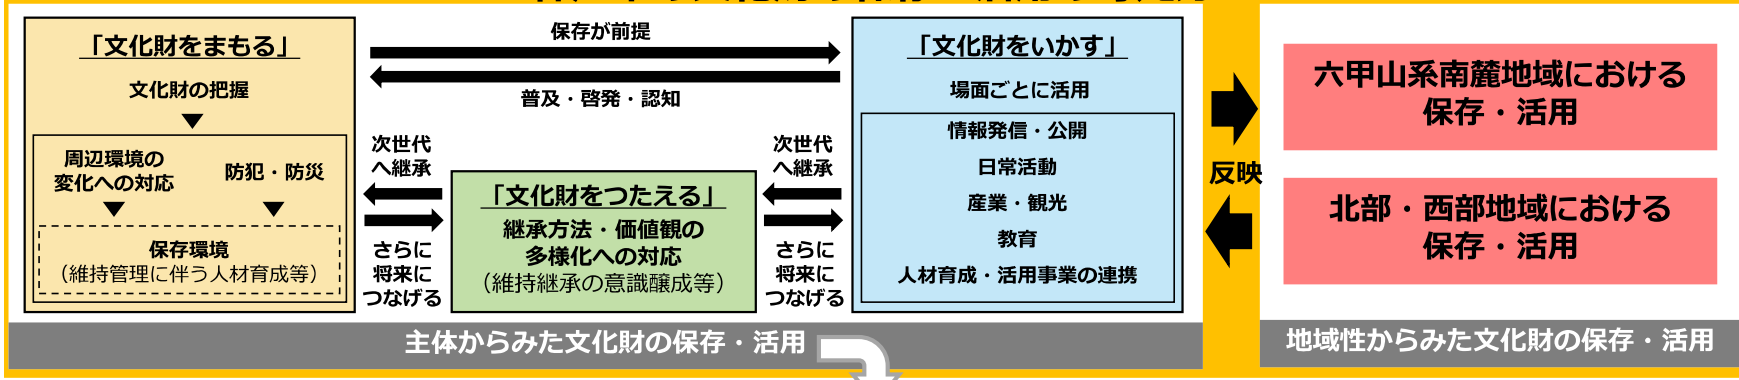 「文化財をまもる」
文化財の把握
周辺環境の
変化への対応
防犯・防災
保存環境
（維持管理に伴う人材育成等）
保存が前提
普及・啓発・認知
次世代
へ継承
さらに
将来に
つなげる
「文化財をつたえる」
継承方法・価値観の
多様化への対応
（維持継承の意識醸成等）
次世代
へ継承
さらに
将来に
つなげる
「文化財をいかす」
場面ごとに活用
情報発信・公開
日常活動
産業・観光
教育
人材育成・活用事業の連携
主体からみた文化財の保存・活用
反映
六甲山系南麓地域における
保存・活用
北部・西部地域における
保存・活用
地域性からみた文化財の保存・活用